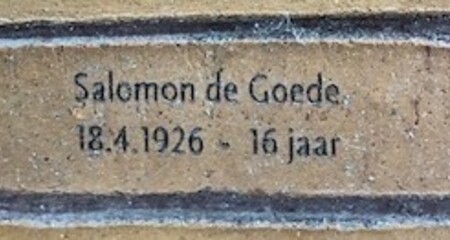 Salomon de Goede
18.4.1926 - 16 jaar